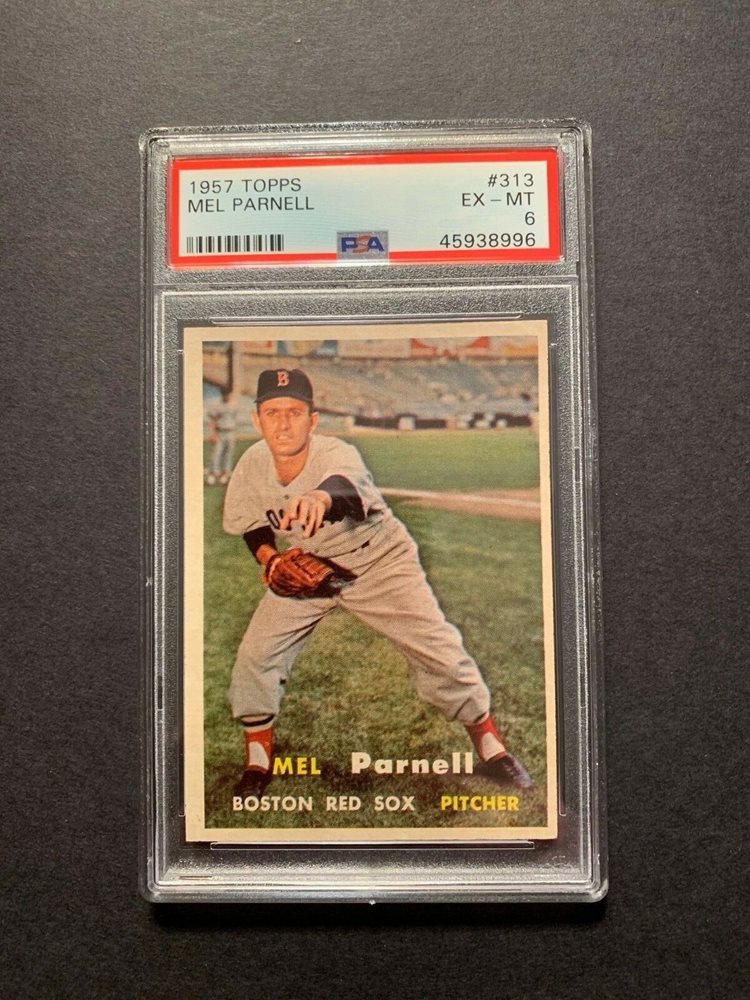 1957 TOPPS #313
MEL PARNELL EX – MT
6
PSA 45938996
B
MEL Parnell
BOSTON RED SOX PITCHER